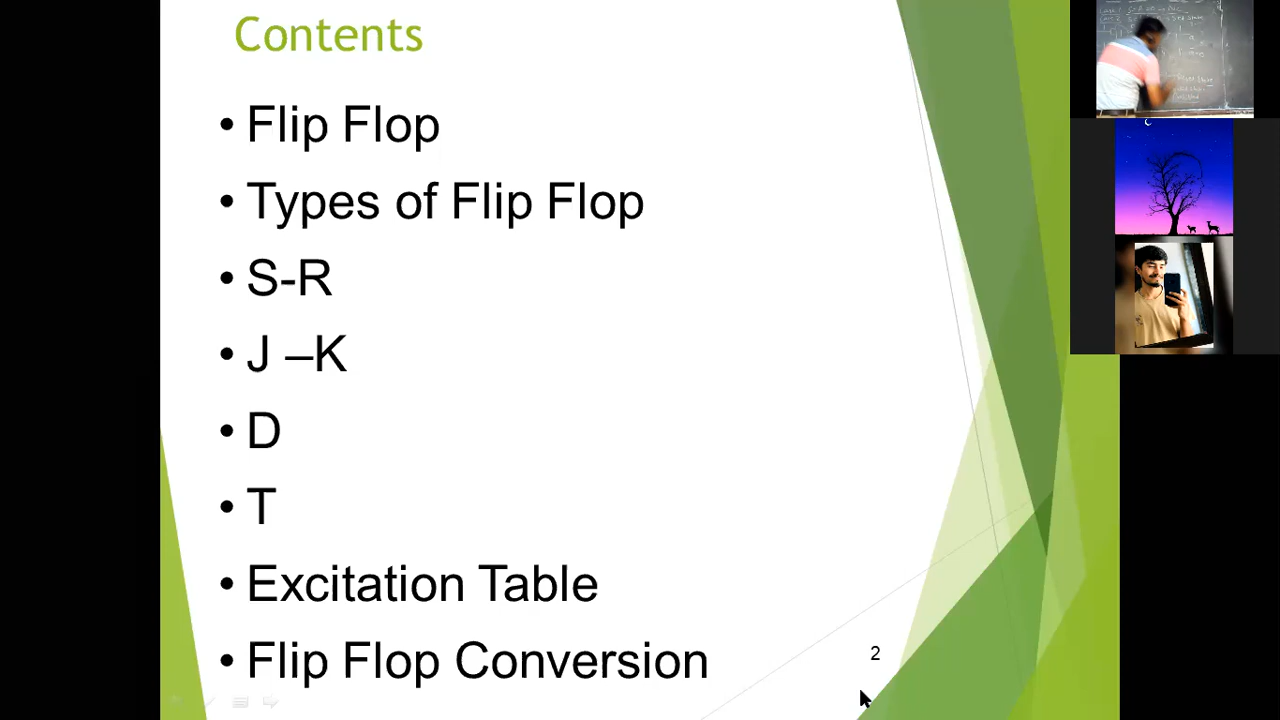 Contents
• Flip Flop
• Types of Flip Flop
• S-R
• J –K
• D
• T
• Excitation Table
• Flip Flop Conversion
2